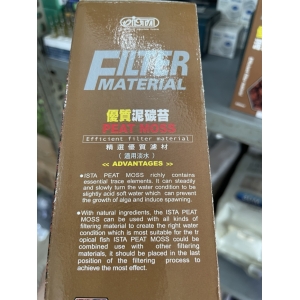 ISTA
FILTER
MATERIAL
優質泥碳苔
PEAT MOSS
Efficient filter material
精選優質濾材
(適用淡水)
<< ADVANTAGES >>
● ISTA PEAT MOSS richly contains
essential trace elements. It can steadily
and slowly turn the water condition to be
slightly acid soft water which can prevent
the growth of alga and induce spawning.
● With natural ingredients, the ISTA PEAT
MOSS can be used with all kinds of
filtering material to create the right water
condition which is most suitable for the tr
opical fish ISTA PEAT MOSS could be
combined use with other filtering
materials, it should be placed in the last
position of the filtering process to
achieve the most effect.